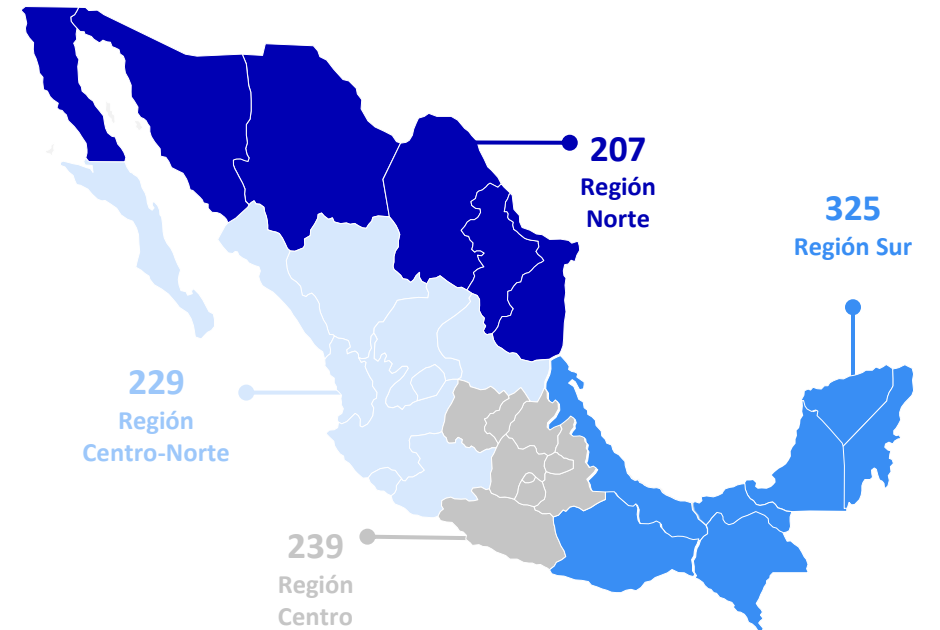 207
Región
Norte
325
Región Sur
229
Región
Centro-Norte
239
Región
Centro